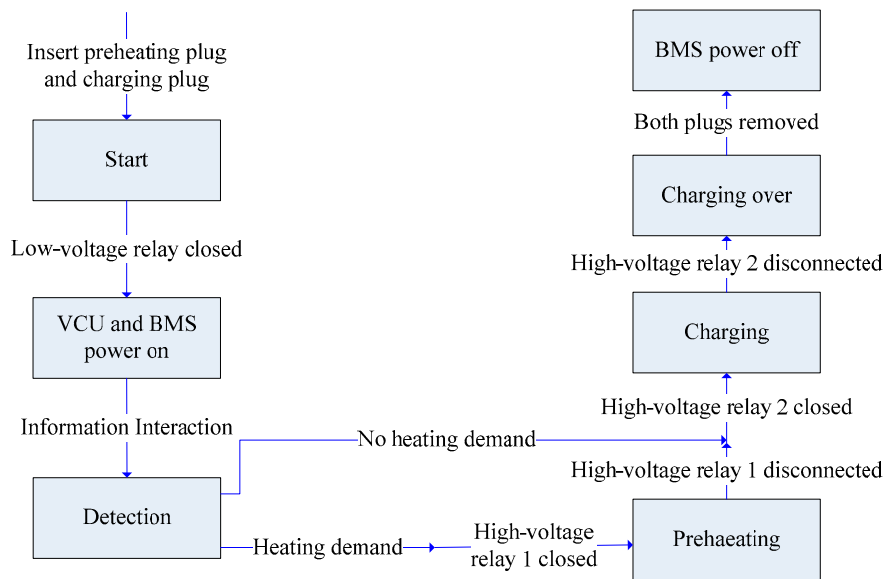 Insert preheating plug
and charging plug
Start
Low-voltage relay closed
VCU and BMS
power on
Information Interaction
Detection
No heating demand
Heating demand
High-voltage
relay 1 closed
Prehaeating
High-voltage relay 1 disconnected
High-voltage relay 2 closed
Charging
High-voltage relay 2 disconnected
Charging over
Both plugs removed
BMS power off